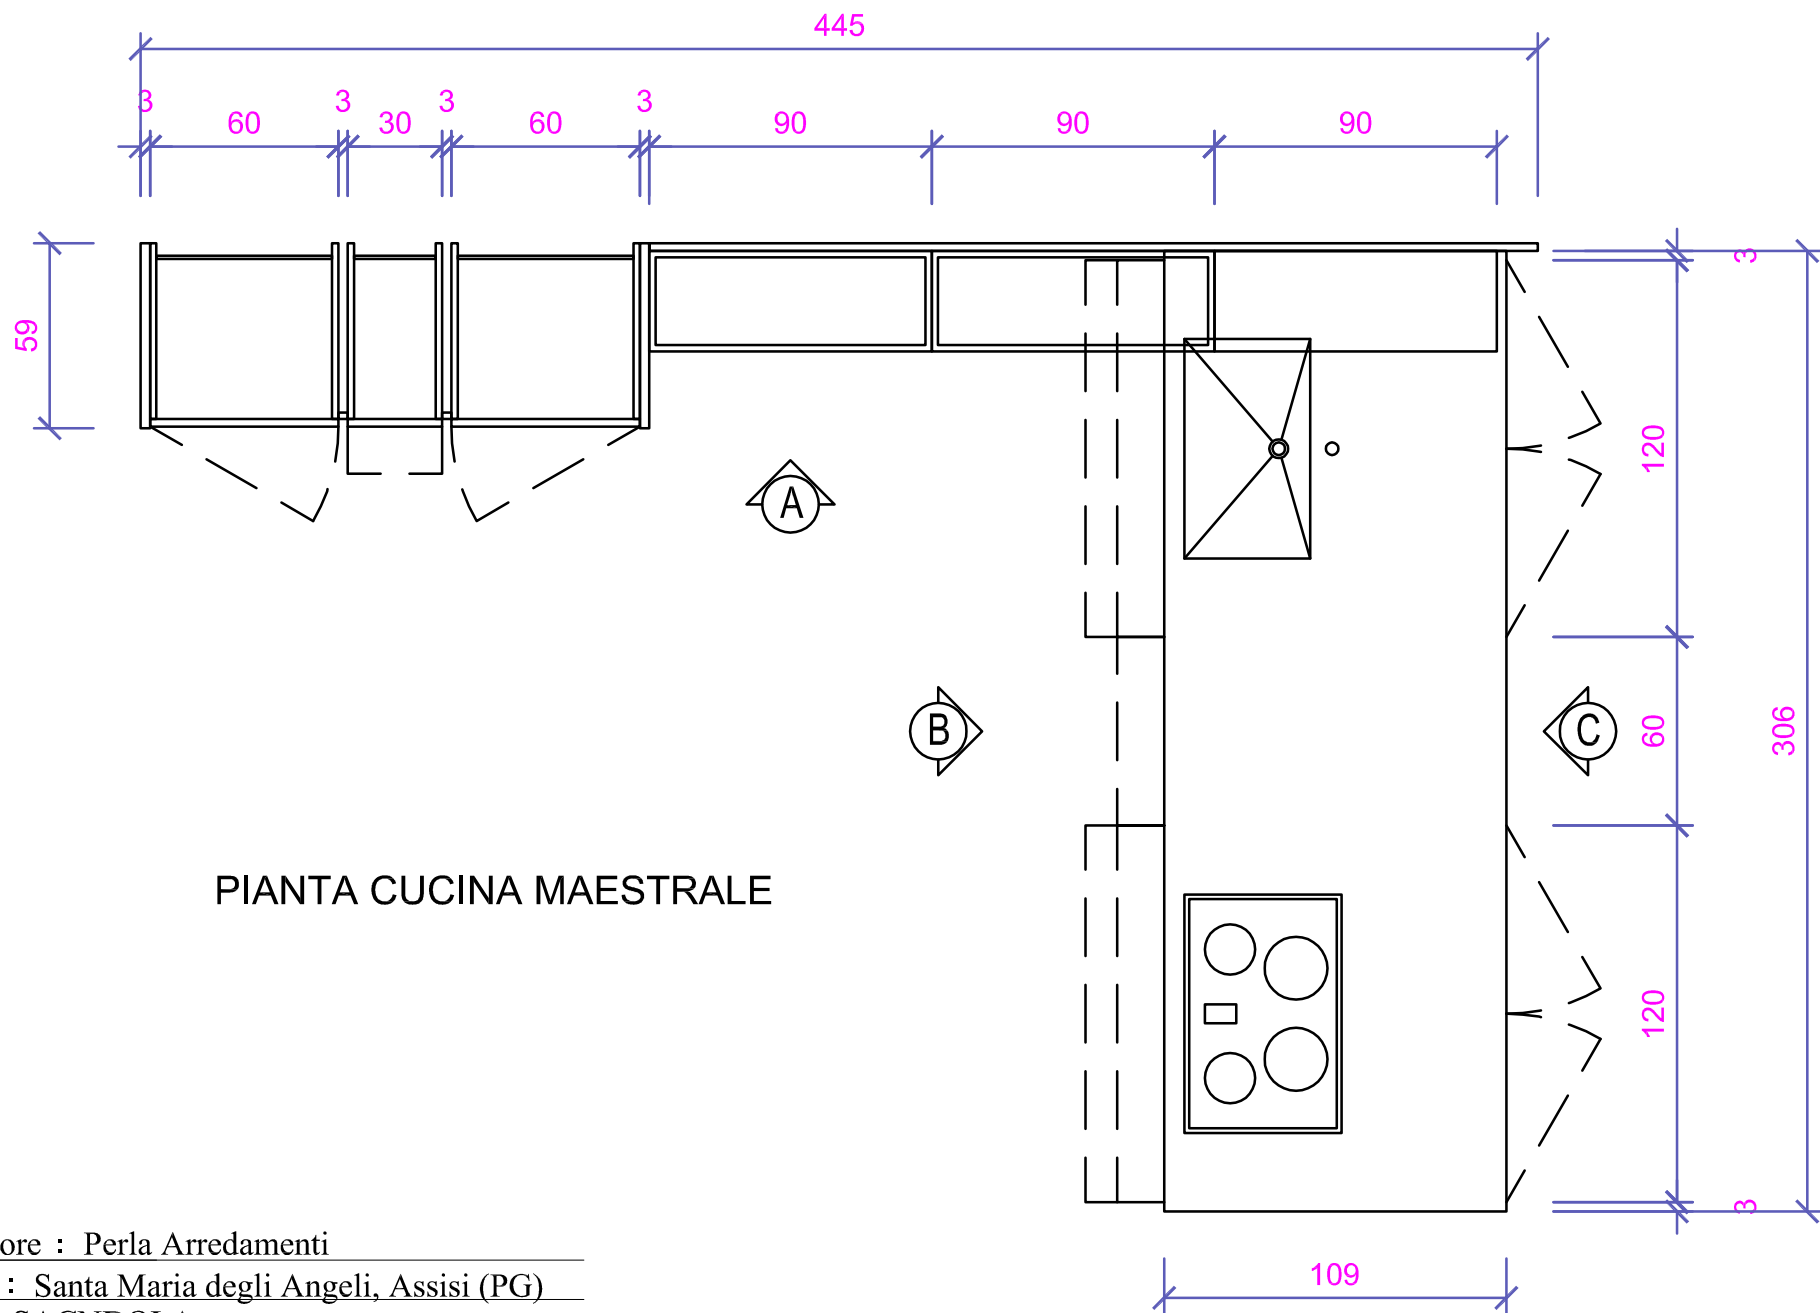 445
3 60 3 30 3 60 3 90 90 90
59
3
120
A
B
C
60
306
PIANTA CUCINA MAESTRALE
120
3
ore : Perla Arredamenti
: Santa Maria degli Angeli, Assisi (PG)
109